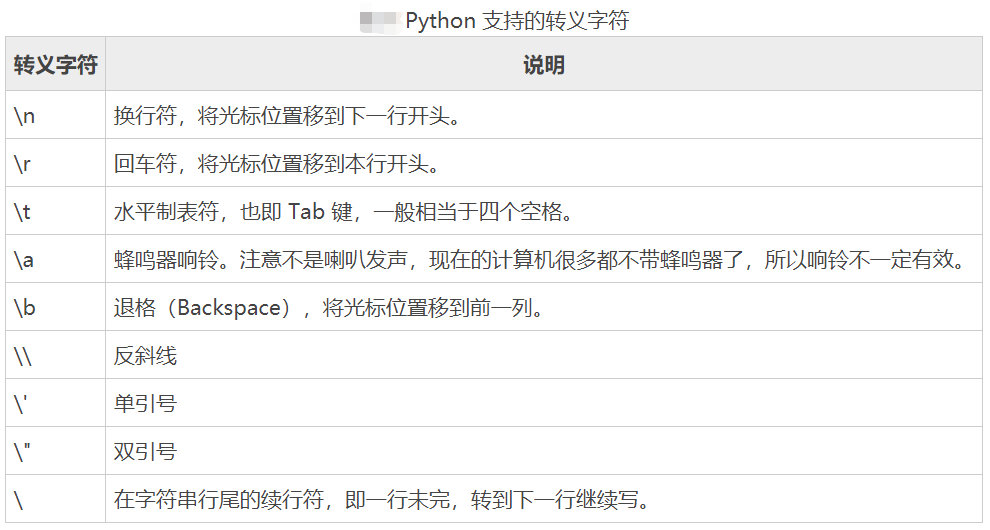 Python 支持的转义字符
转义字符 说明
\n 换行符，将光标位置移到下一行开头。
\r 回车符，将光标位置移到本行开头。
\t 水平制表符，也即 Tab 键，一般相当于四个空格。
\a 蜂鸣器响铃。注意不是喇叭发声，现在的计算机很多都不带蜂鸣器了，所以响铃不一定有效。
\b 退格（Backspace），将光标位置移到前一列。
\\ 反斜线
\' 单引号
\" 双引号
\ 在字符串行尾的续行符，即一行未完，转到下一行继续写。